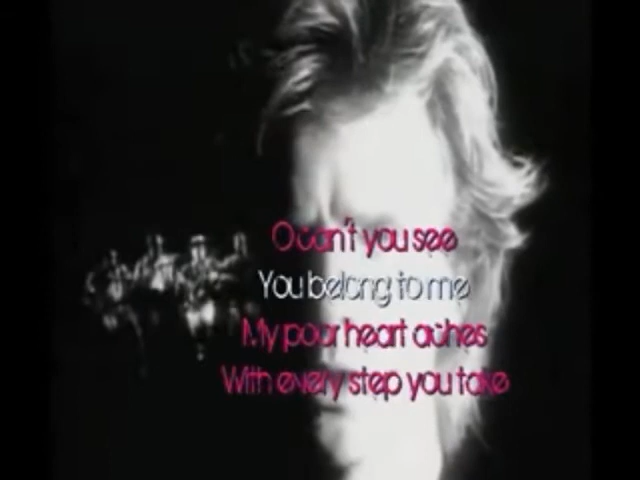 O can't you see
You belong to me
My poor heart aches
With every step you take